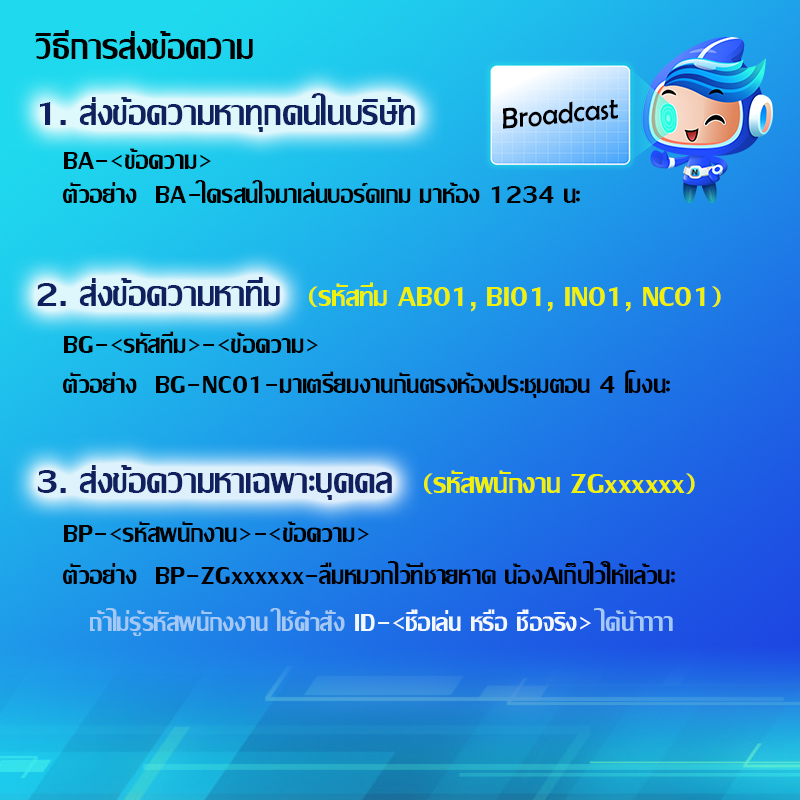 วิธีการส่งข้อความ
Broadcast
1. ส่งข้อความหาทุกคนในบริษัท
BA-<ข้อความ>
ตัวอย่าง BA-ใครสนใจมาเล่นบอร์ดเกม มาห้อง 1234 นะ
2. ส่งข้อความหาทีม (รหัสทีม AB01, BI01, IN01, NC01)
BG-<รหัสทีม>-<ข้อความ>
ตัวอย่าง BG-NC01-มาเตรียมงานกันตรงห้องประชุมตอน 4 โมงนะ
3. ส่งข้อความหาเฉพาะบุคคล (รหัสพนักงาน ZGxxxxxx)
BP-<รหัสพนักงาน>-<ข้อความ>
ตัวอย่าง BP-ZGxxxxxx-ลืมหมวกไว้ที่ชายหาด น้องAเก็บไว้ให้แล้วนะ
ถ้าไม่รู้รหัสพนักงงาน ใช้คำสั่ง ID-<ชื่อเล่น หรือ ชื่อจริง> ได้น้าาาา
N